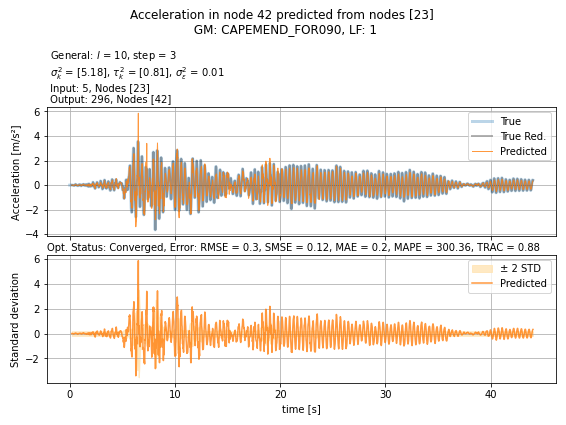 Acceleration in node 42 predicted from nodes [23]
GM: CAPEMEND_FOR090, LF: 1
General: l = 10, step = 3
σ²ₖ = [5.18], τ²ₖ = [0.81], σ²ε = 0.01
Input: 5, Nodes [23]
Output: 296, Nodes [42]
Acceleration [m/s²]
6
4
2
0
−2
−4
True
True Red.
Predicted
Opt. Status: Converged, Error: RMSE = 0.3, SMSE = 0.12, MAE = 0.2, MAPE = 300.36, TRAC = 0.88
Standard deviation
6
4
2
0
−2
± 2 STD
Predicted
0
10
20
30
40
time [s]